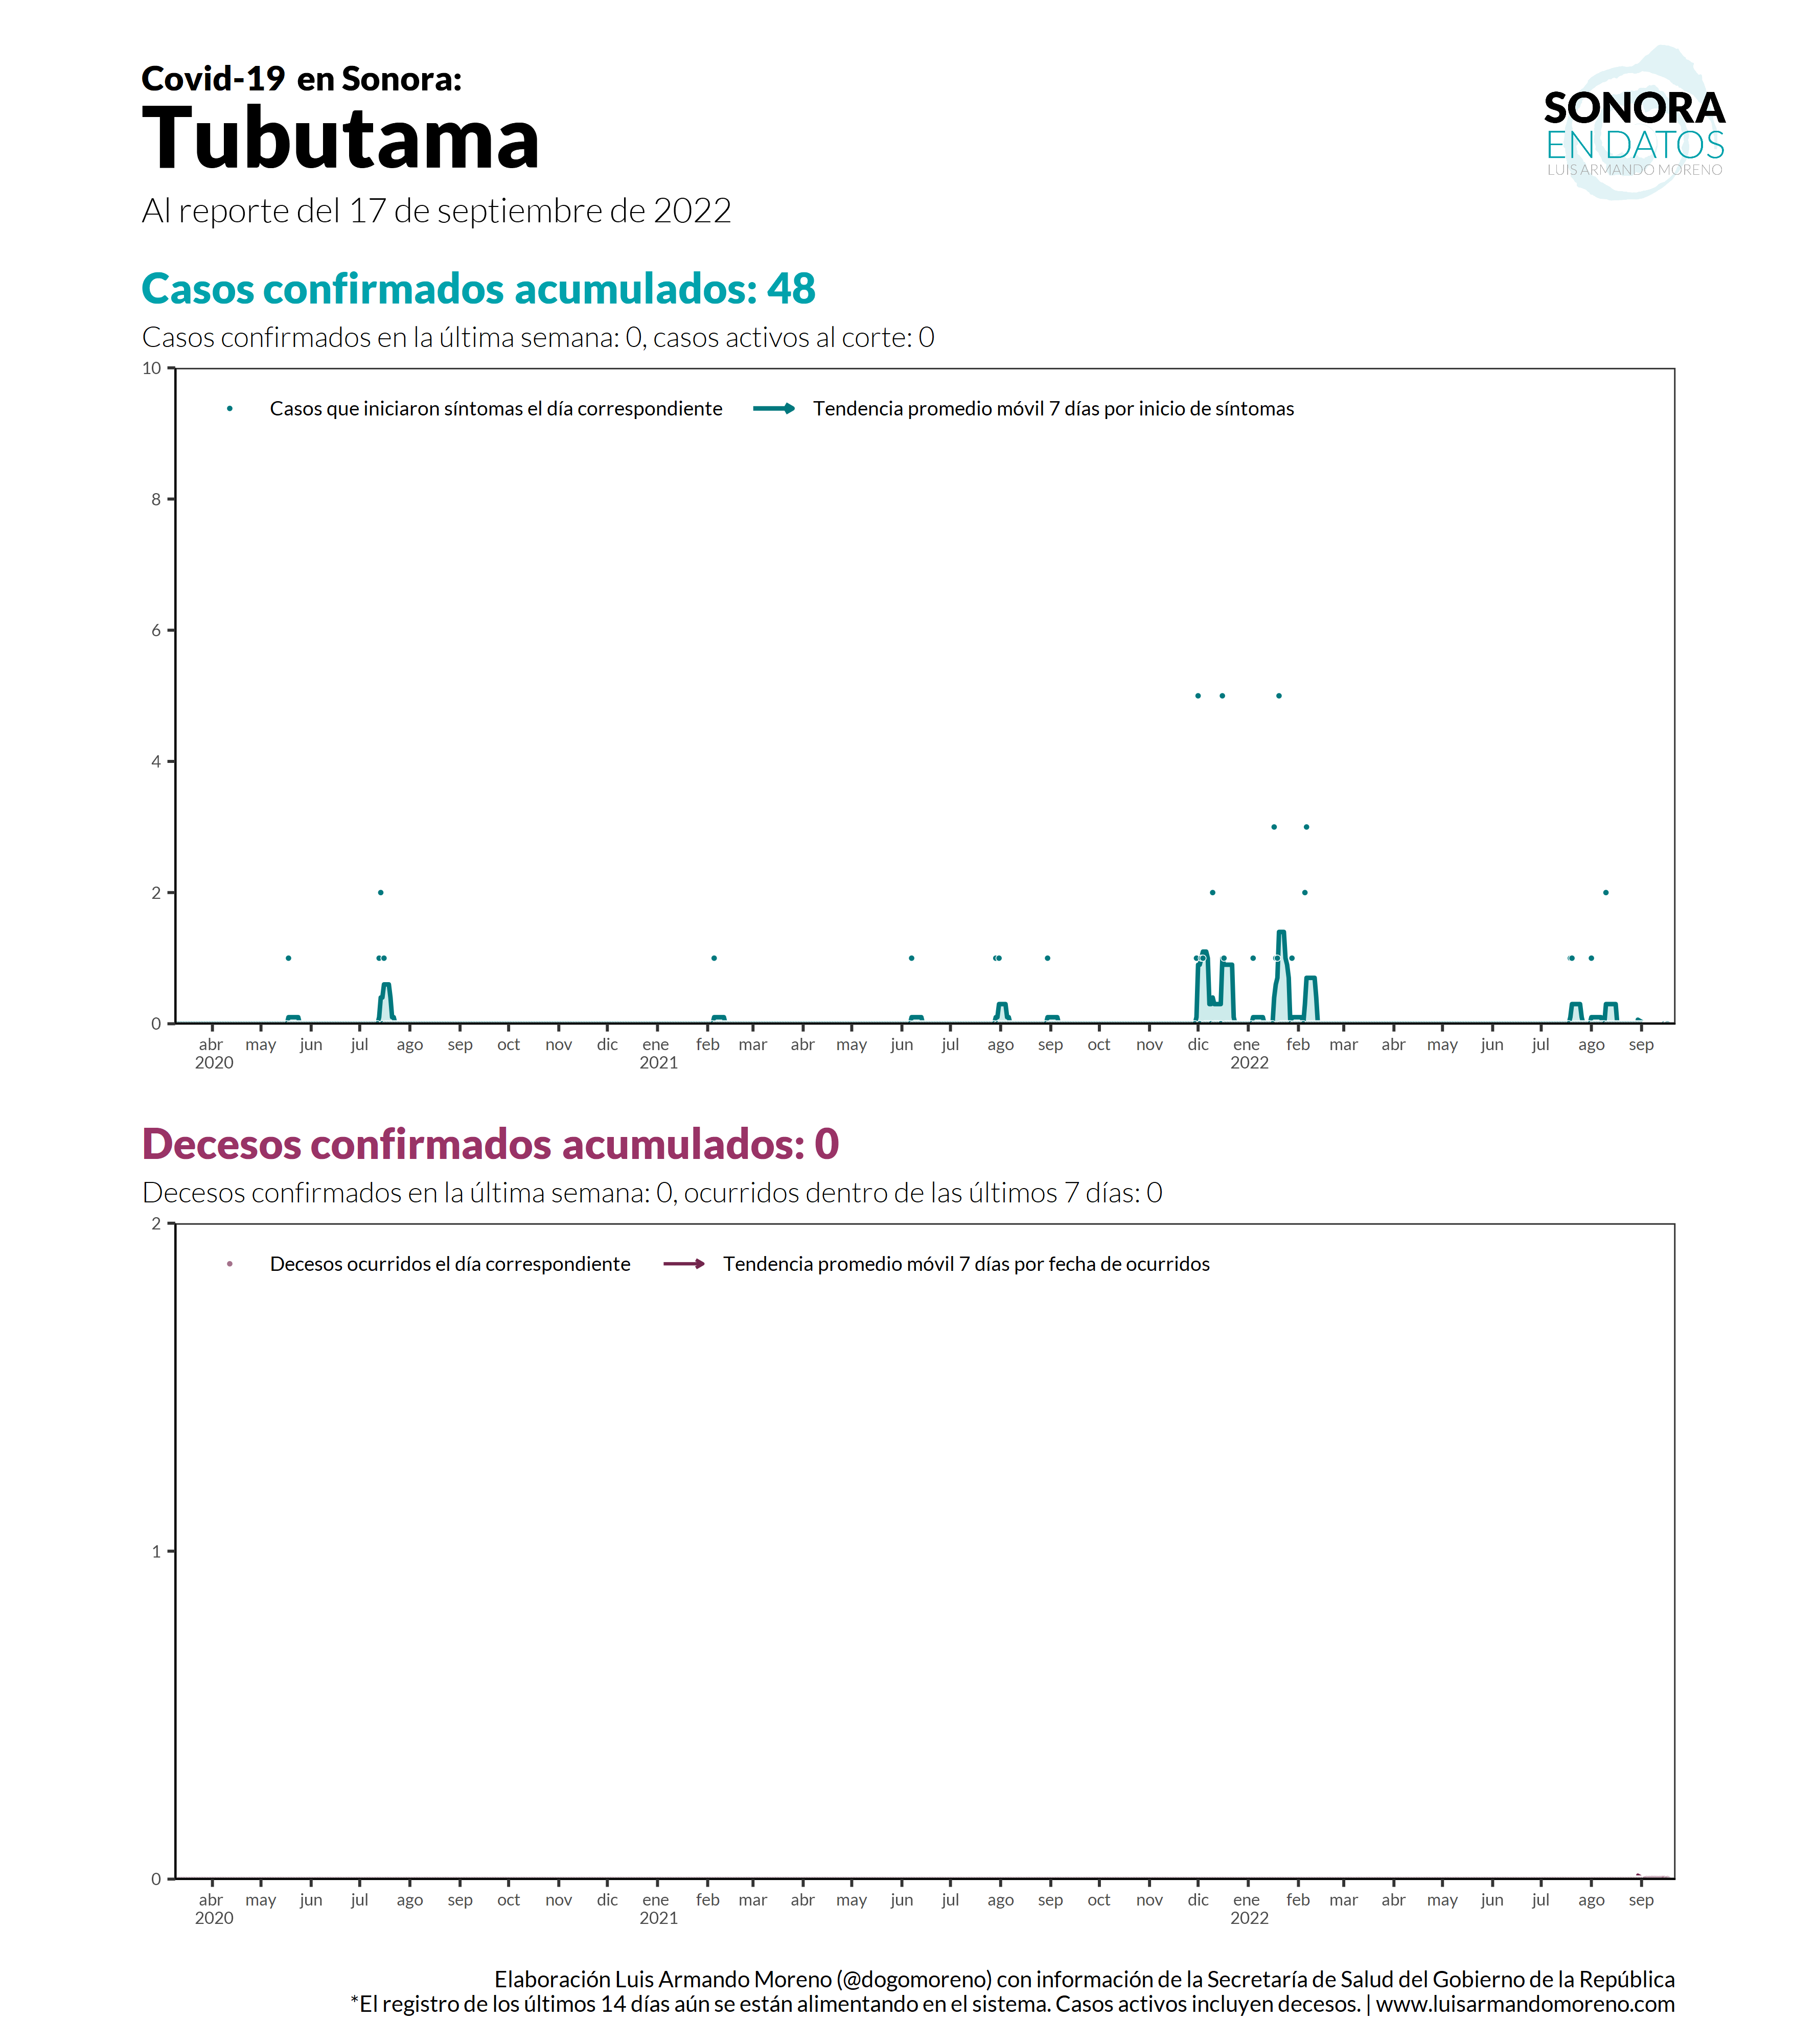 Covid-19 en Sonora:
Tubutama
Al reporte del 17 de septiembre de 2022
SONORA
EN DATOS
LUIS ARMANDO MORENO
Casos confirmados acumulados: 48
Casos confirmados en la última semana: 0, casos activos al corte: 0
Casos que iniciaron síntomas el día correspondiente
Tendencia promedio móvil 7 días por inicio de síntomas
10
8
6
4
2
0
abr may jun jul ago sep oct nov dic ene feb mar abr may jun jul ago sep oct nov dic ene feb mar abr may jun jul ago sep
2020 2021 2022
Decesos confirmados acumulados: 0
Decesos confirmados en la última semana: 0, ocurridos dentro de las últimos 7 días: 0
Decesos ocurridos el día correspondiente
Tendencia promedio móvil 7 días por fecha de ocurridos
2
1
0
abr may jun jul ago sep oct nov dic ene feb mar abr may jun jul ago sep oct nov dic ene feb mar abr may jun jul ago sep
2020 2021 2022
Elaboración Luis Armando Moreno (@dogomoreno) con información de la Secretaría de Salud del Gobierno de la República
*El registro de los últimos 14 días aún se están alimentando en el sistema. Casos activos incluyen decesos. | www.luisarmandomoreno.com